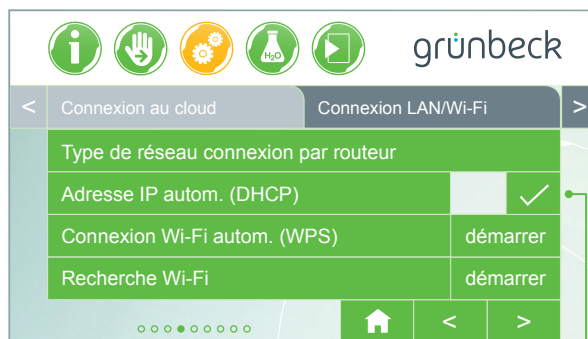 H₂O
grünbeck
< Connexion au cloud Connexion LAN/Wi-Fi >
Type de réseau connexion par routeur
Adresse IP autom. (DHCP)
Connexion Wi-Fi autom. (WPS) démarrer
Recherche Wi-Fi démarrer
< >